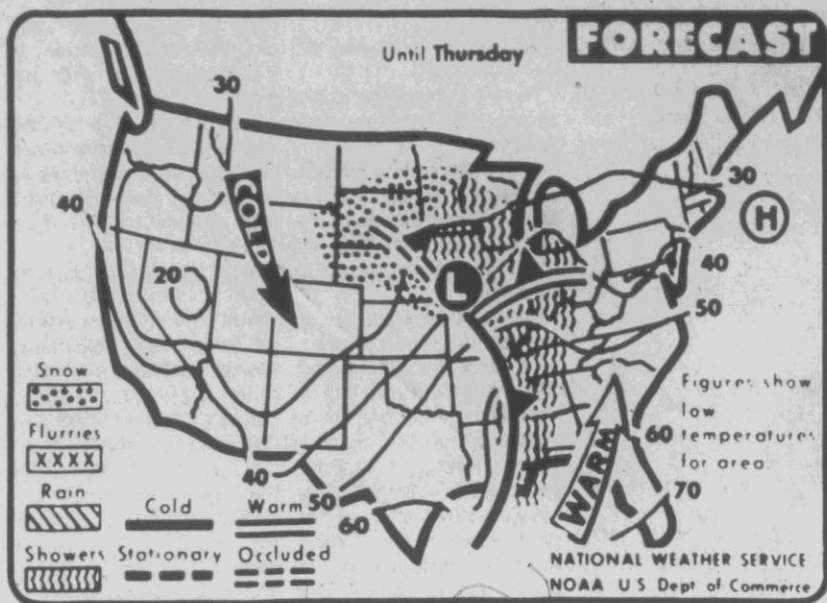 FORECAST
Until Thursday
30
40
COLD
20
30
H
L
40
50
Snow
Flurries
XXXX
Rain
Showers
Cold
Warm
Stationary
Occluded
40
50
60
WARM
60
70
Figures show
low
temperatures
for area
NATIONAL WEATHER SERVICE
NOAA U S Dept of Commerce